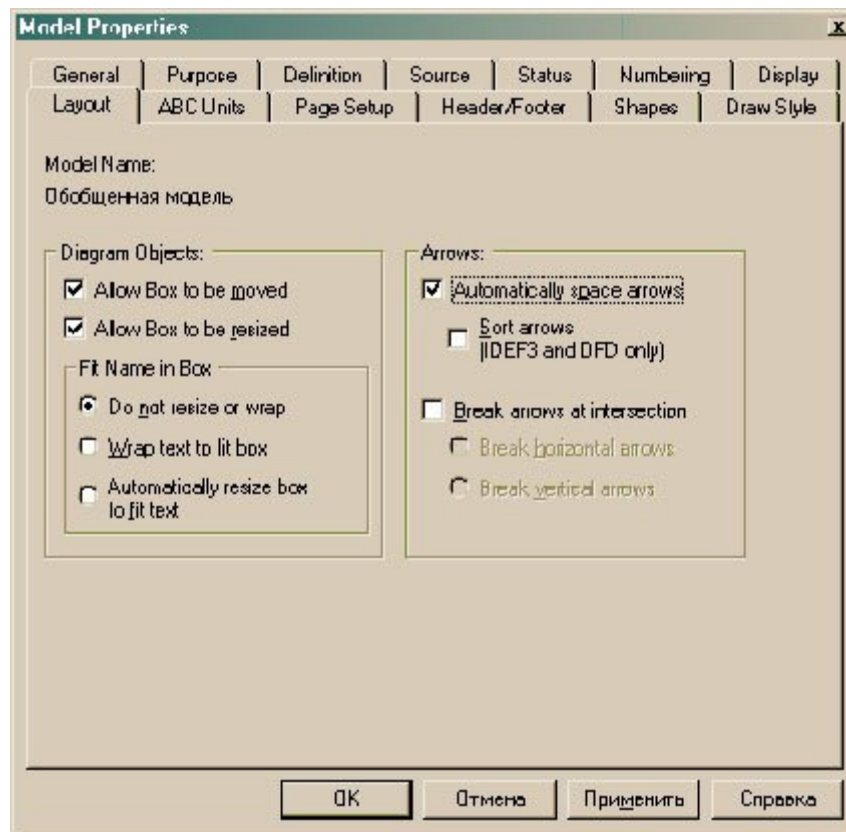 Model Properties
General Purpose Definition Source Status Numbering Display
Layout ABC Units Page Setup Header/Footer Shapes Draw Style
Model Name:
Обобщенная модель
Diagram Objects:
Allow Box to be moved
Allow Box to be resized
Fit Name in Box
Do not resize or wrap
Wrap text to fit box
Automatically resize box
to fit text
Arrows:
Automatically space arrows
Sort arrows
(IDEF3 and DFD only)
Break arrows at intersection
Break horizontal arrows
Break vertical arrows
OK Отмена Применить Справка